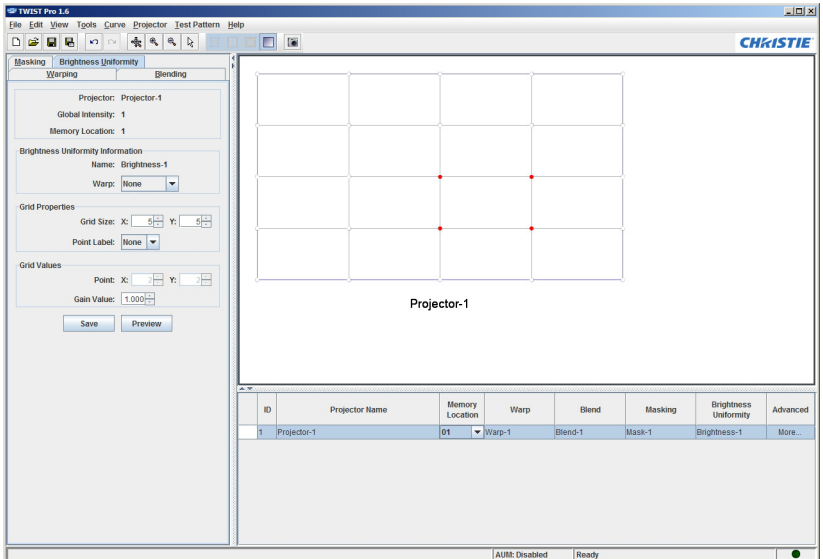 TWIST Pro 1.6
File Edit View Tools Curve Projector Test Pattern Help
CHRISTIE
Masking Brightness Uniformity
Warping Blending
Projector: Projector-1
Global Intensity: 1
Memory Location: 1
Brightness Uniformity Information
Name: Brightness-1
Warp: None
Grid Properties
Grid Size: X: 5 Y: 5
Point Label: None
Grid Values
Point: X: 2 Y: 2
Gain Value: 1.000
Save Preview
Projector-1
ID Projector Name Memory Location Warp Blend Masking Brightness Uniformity Advanced
1 Projector-1 01 Warp-1 Blend-1 Mask-1 Brightness-1 More...
AUM: Disabled Ready